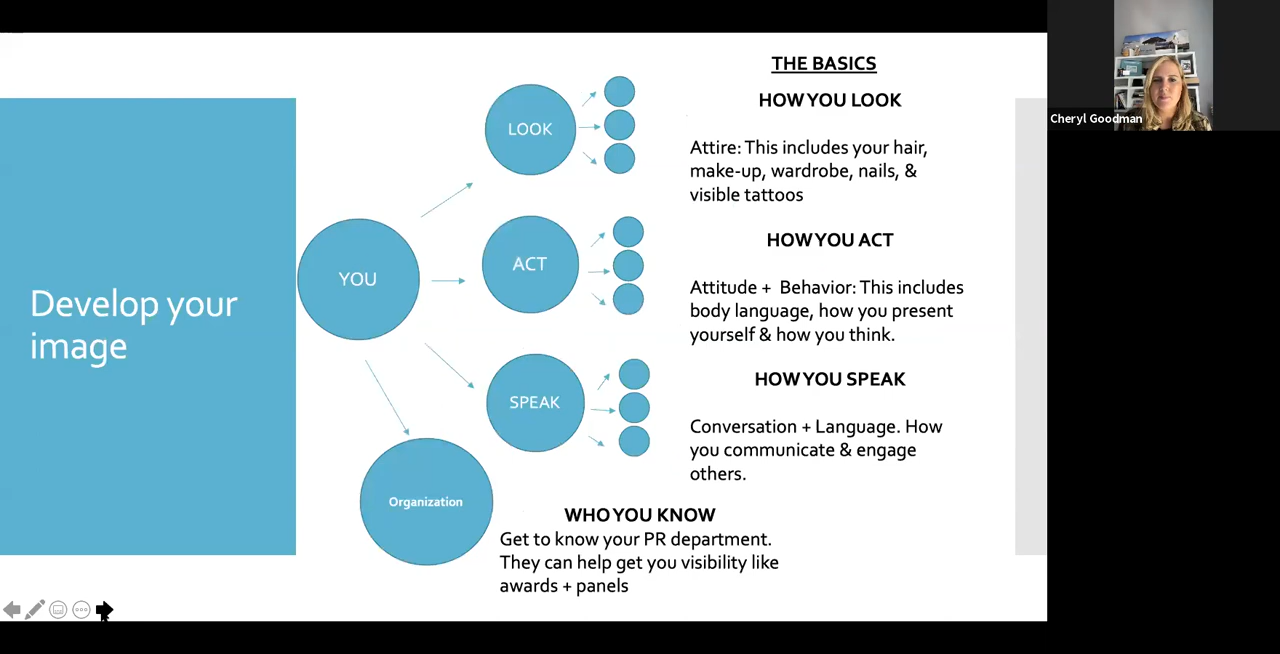 Develop your
image
YOU
LOOK
ACT
SPEAK
Organization
THE BASICS
HOW YOU LOOK
Attire: This includes your hair,
make-up, wardrobe, nails, &
visible tattoos
HOW YOU ACT
Attitude + Behavior: This includes
body language, how you present
yourself & how you think.
HOW YOU SPEAK
Conversation + Language. How
you communicate & engage
others.
WHO YOU KNOW
Get to know your PR department.
They can help get you visibility like
awards + panels
Cheryl Goodman